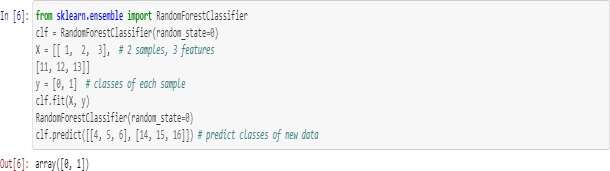 In [6]: from sklearn.ensemble import RandomForestClassifier
clf = RandomForestClassifier(random_state=0)
X = [[ 1,  2,  3],  # 2 samples, 3 features
[11, 12, 13]]
y = [0, 1]  # classes of each sample
clf.fit(X, y)
RandomForestClassifier(random_state=0)
clf.predict([[4, 5, 6], [14, 15, 16]]) # predict classes of new data
Out[6]: array([0, 1])